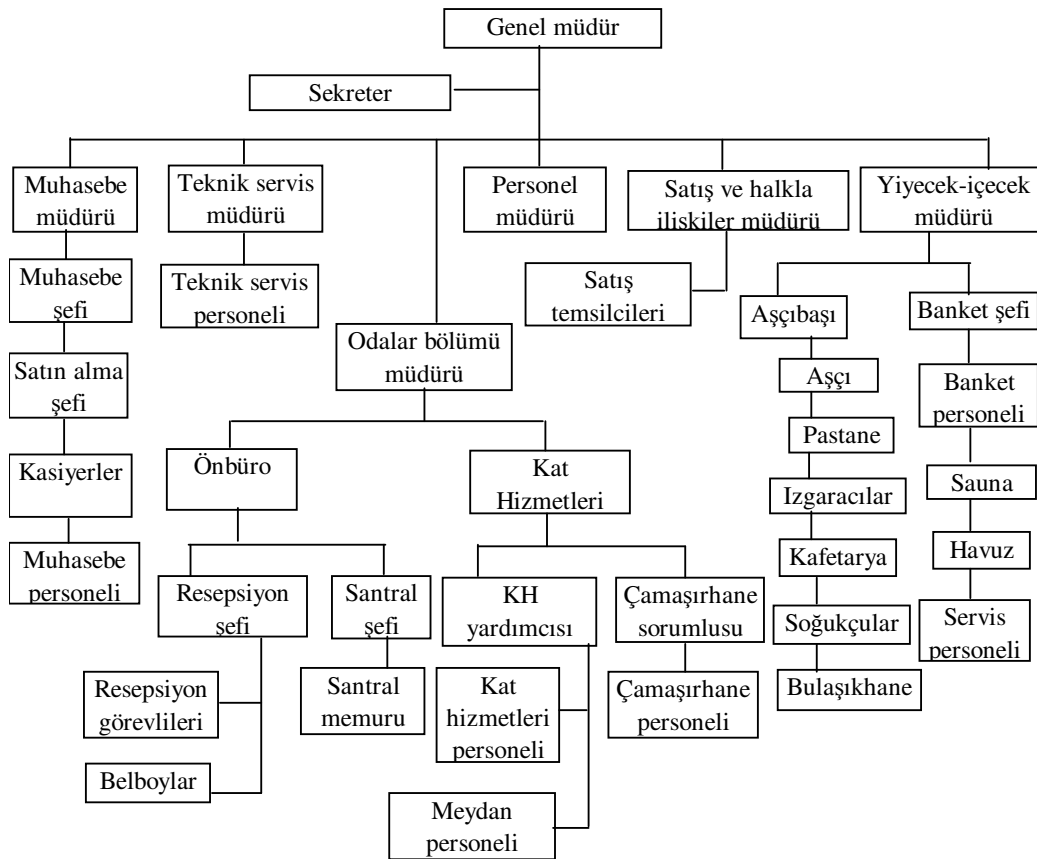 Genel müdür
Sekreter
Muhasebe
müdürü
Teknik servis
müdürü
Personel
müdürü
Satış ve halkla
iliskiler müdürü
Yiyecek-içecek
müdürü
Muhasebe
şefi
Teknik servis
personeli
Satış
temsilcileri
Aşçıbaşı
Banket şefi
Odalar bölümü
müdürü
Satın alma
şefi
Aşçı
Banket
personeli
Pastane
Önbüro
Kat
Hizmetleri
Kasiyerler
Izgaracılar
Sauna
Muhasebe
personeli
Kafetarya
Havuz
Resepsiyon
şefi
Santral
şefi
KH
yardımcısı
Çamaşırhane
sorumlusu
Soğukçular
Servis
personeli
Resepsiyon
görevlileri
Santral
memuru
Kat
hizmetleri
personeli
Çamaşırhane
personeli
Bulaşıkhane
Belboylar
Meydan
personeli